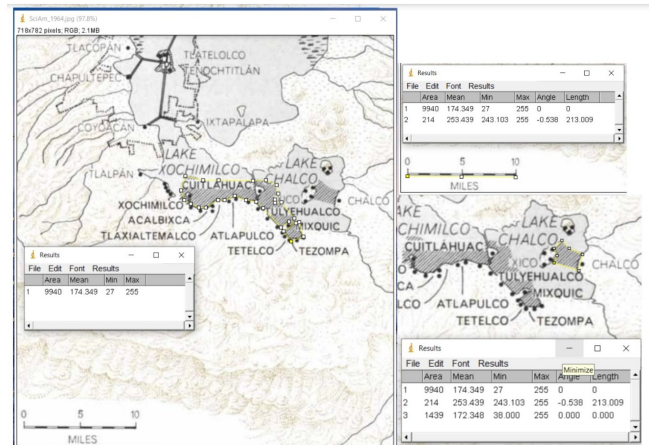 SciAm_1964.jpg (97.8%)
718x782 pixels; RGB; 2.1MB
TLACOPÁN
CHAPULTEPEC
TLATELOLCO
TENOCHTITLÁN
COYOACÁN
IXTAPALAPA
TLALPÁN
LAKE
XOCHIMILCO
CUITLÁHUAC
LAKE
CHALCO
XICO
CHALCO
XOCHIMILCO
ACALBIXCA
TLAXIALTEMALCO
ATLAPULCO
TETELCO
TULYEHUALCO
MIXQUIC
TEZOMPA
Results
File Edit Font Results
Area Mean Min Max
1 9940 174.349 27 255
0 5 10
MILES
Results
File Edit Font Results
Area Mean Min Max Angle Length
1 9940 174.349 27 255 0 0
2 214 253.439 243.103 255 -0.538 213.009
0 5 10
MILES
XOCHIMILCO
CUITLÁHUAC
LAKE
CHALCO
XICO
CHALCO
TULYEHUALCO
MIXQUIC
ATLAPULCO
TETELCO
TEZOMPA
Results
File Edit Font Results
Minimize
Area Mean Min Max Angle Length
1 9940 174.349 27 255 0 0
2 214 253.439 243.103 255 -0.538 213.009
3 1439 172.348 38.000 255 0.000 0.000